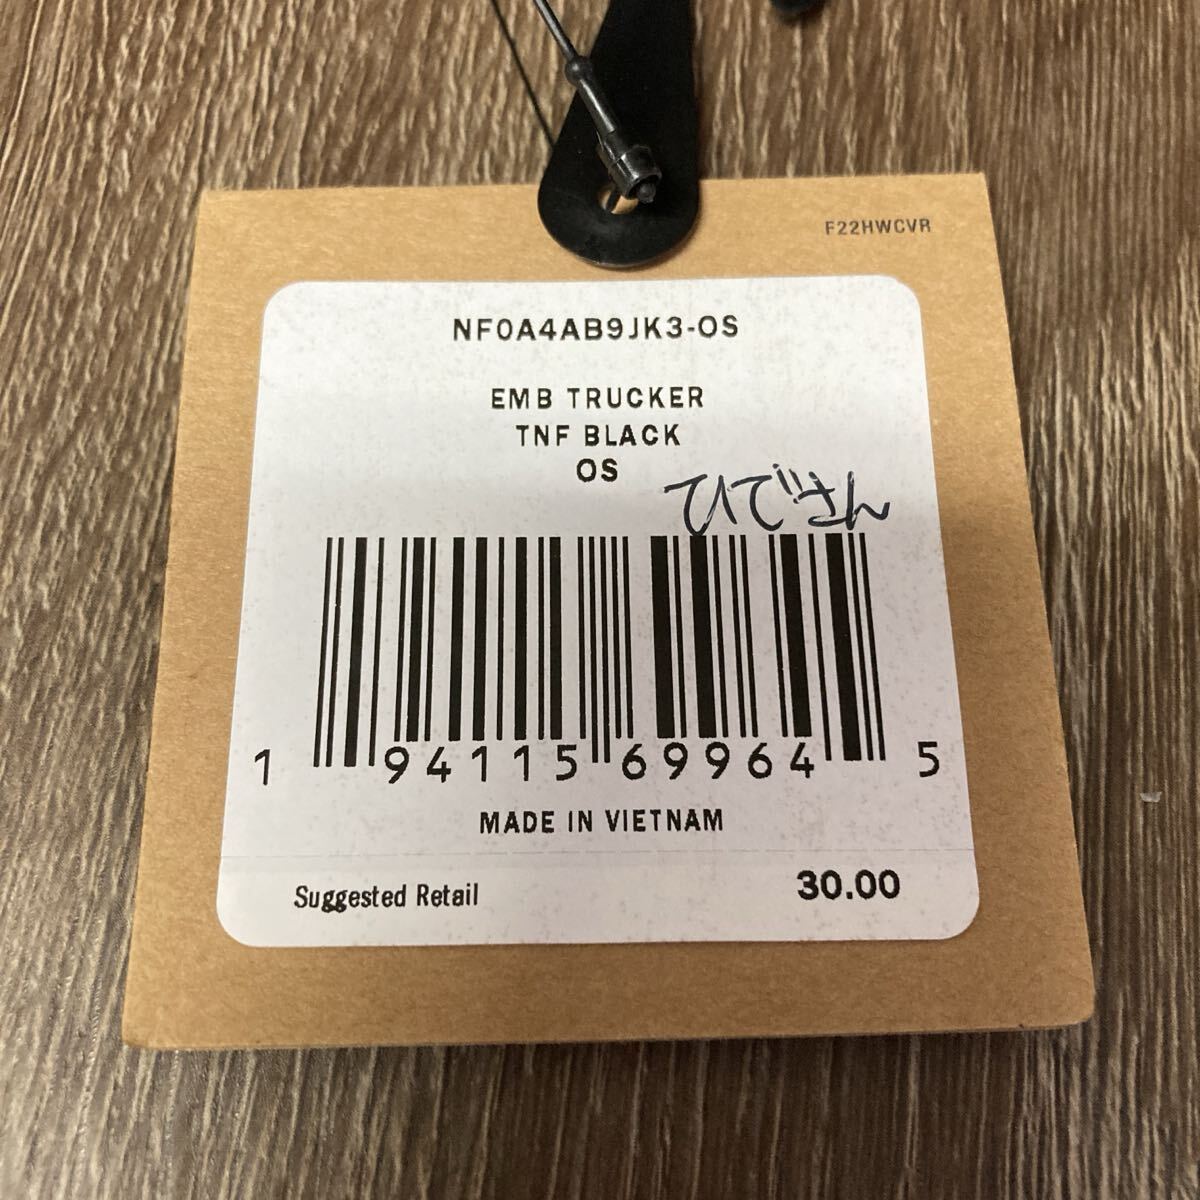 F22HWCVR
NF0A4AB9JK3-OS
EMB TRUCKER
TNF BLACK
OS
ひでさん
1 94115 69964 5
MADE IN VIETNAM
Suggested Retail 30.00